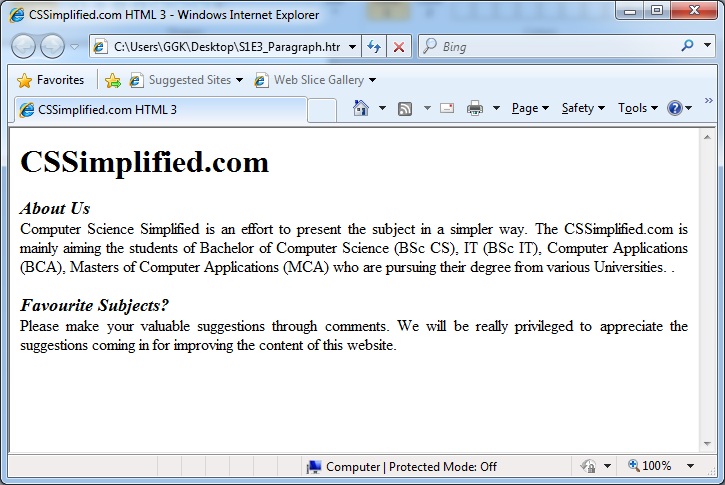 CSSimplified.com HTML 3 - Windows Internet Explorer
C:\Users\GGK\Desktop\S1E3_Paragraph.htr
Bing
Favorites
Suggested Sites
Web Slice Gallery
CSSimplified.com HTML 3
Page
Safety
Tools
CSSimplified.com
About Us
Computer Science Simplified is an effort to present the subject in a simpler way. The CSSimplified.com is
mainly aiming the students of Bachelor of Computer Science (BSc CS), IT (BSc IT), Computer Applications
(BCA), Masters of Computer Applications (MCA) who are pursuing their degree from various Universities. .
Favourite Subjects?
Please make your valuable suggestions through comments. We will be really privileged to appreciate the
suggestions coming in for improving the content of this website.
Computer | Protected Mode: Off
100%